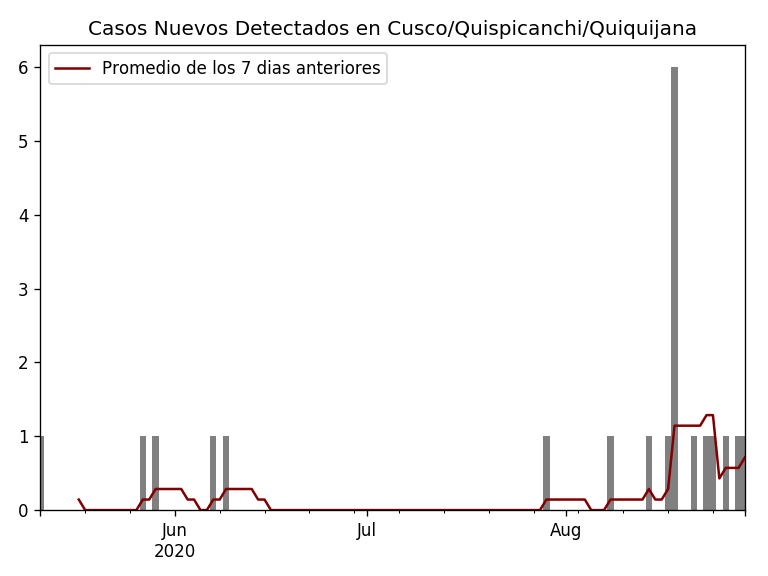 Casos Nuevos Detectados en Cusco/Quispicanchi/Quiquijana
Promedio de los 7 dias anteriores
6
5
4
3
2
1
0
Jun
2020
Jul
Aug